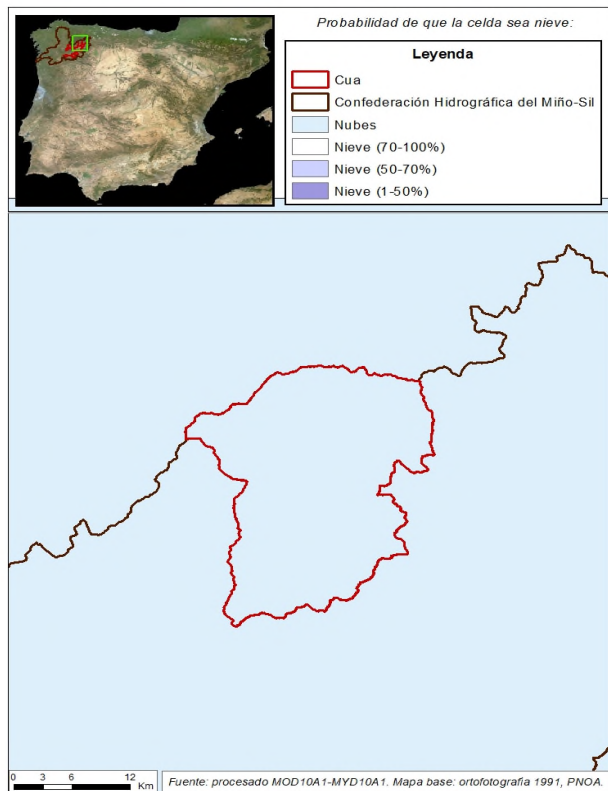 Probabilidad de que la celda sea nieve:
Leyenda
Cua
Confederación Hidrográfica del Miño-Sil
Nubes
Nieve (70-100%)
Nieve (50-70%)
Nieve (1-50%)
0 3 6 12
Km
Fuente: procesado MOD10A1-MYD10A1. Mapa base: ortofotografia 1991, PNOA.